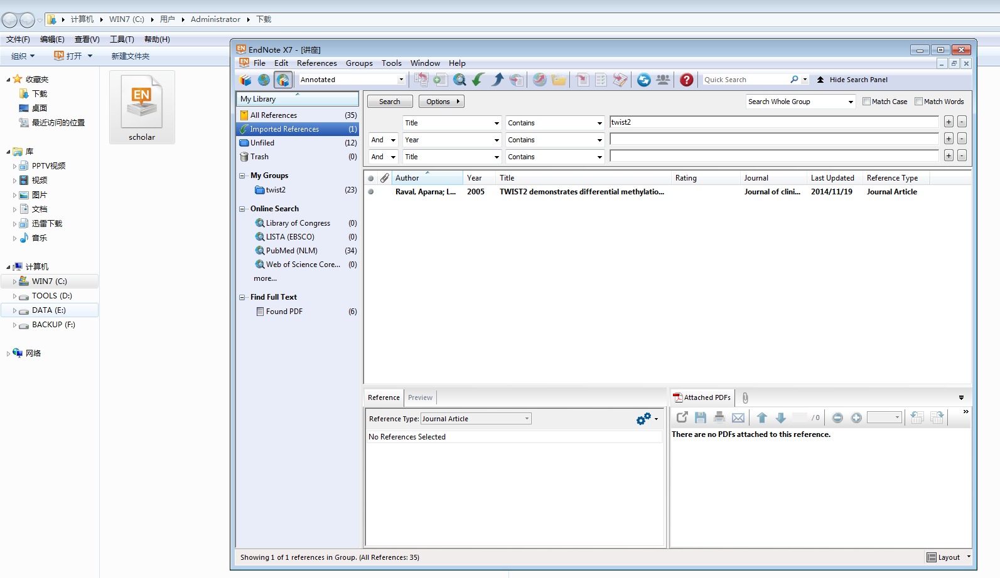 计算机 WIN7 (C:) 用户 Administrator 下载
文件(F) 编辑(E) 查看(V) 工具(T) 帮助(H)
组织 打开 新建文件夹
收藏夹
下载
桌面
最近访问的位置
库
PPTV视频
视频
图片
文档
迅雷下载
音乐
计算机
WIN7 (C:)
TOOLS (D:)
DATA (E:)
BACKUP (F:)
网络
EN
scholar
EndNote X7 - [讲座]
File Edit References Groups Tools Window Help
Annotated Quick Search Hide Search Panel
My Library
All References (35)
Imported References (1)
Unfiled (12)
Trash (0)
My Groups
twist2 (23)
Online Search
Library of Congress (0)
LISTA (EBSCO) (0)
PubMed (NLM) (34)
Web of Science Core... (0)
more...
Find Full Text
Found PDF (6)
Search Options Search Whole Group Match Case Match Words
Title Contains twist2 + -
And Year Contains + -
And Title Contains + -
Author Year Title Rating Journal Last Updated Reference Type
Raval, Aparna; L... 2005 TWIST2 demonstrates differential methylatio... Journal of clini... 2014/11/19 Journal Article
Reference Preview
Reference Type: Journal Article
No References Selected
Attached PDFs
/ 0
There are no PDFs attached to this reference.
Showing 1 of 1 references in Group. (All References: 35)
Layout